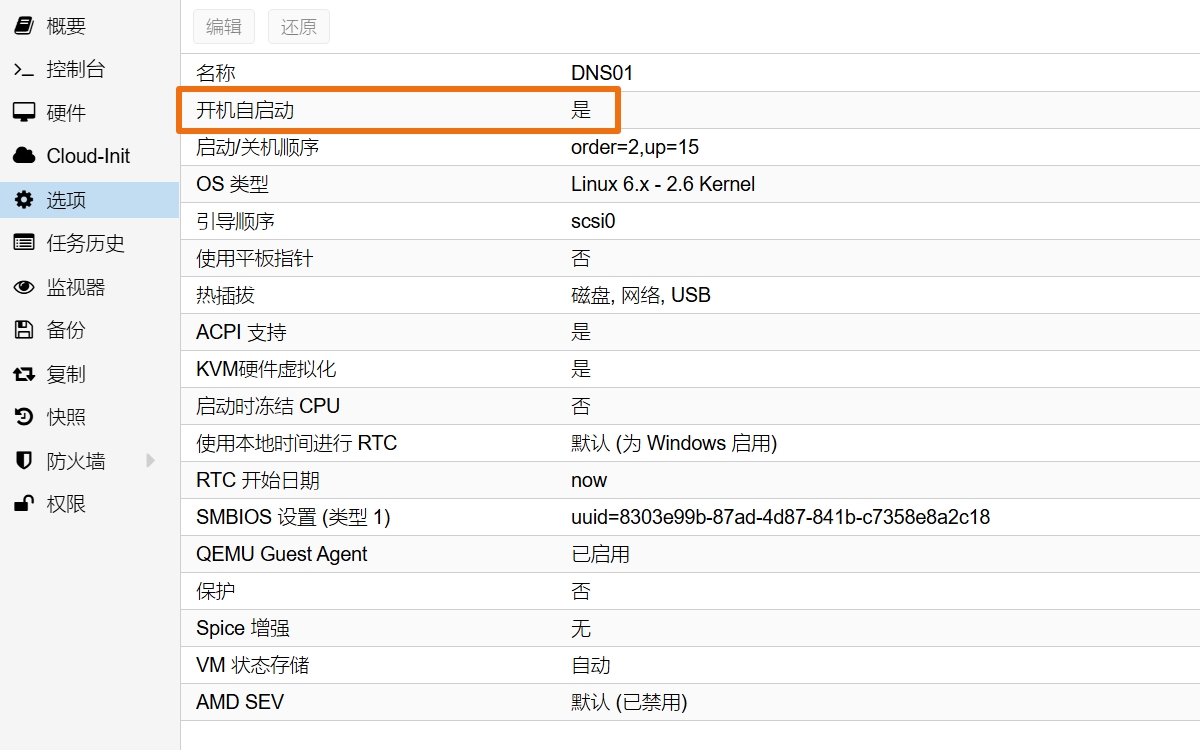 概要
控制台
硬件
Cloud-Init
选项
任务历史
监视器
备份
复制
快照
防火墙
权限
编辑 还原
名称 DNS01
开机自启动 是
启动/关机顺序 order=2,up=15
OS 类型 Linux 6.x - 2.6 Kernel
引导顺序 scsi0
使用平板指针 否
热插拔 磁盘, 网络, USB
ACPI 支持 是
KVM硬件虚拟化 是
启动时冻结 CPU 否
使用本地时间进行 RTC 默认 (为 Windows 启用)
RTC 开始日期 now
SMBIOS 设置 (类型 1) uuid=8303e99b-87ad-4d87-841b-c7358e8a2c18
QEMU Guest Agent 已启用
保护 否
Spice 增强 无
VM 状态存储 自动
AMD SEV 默认 (已禁用)